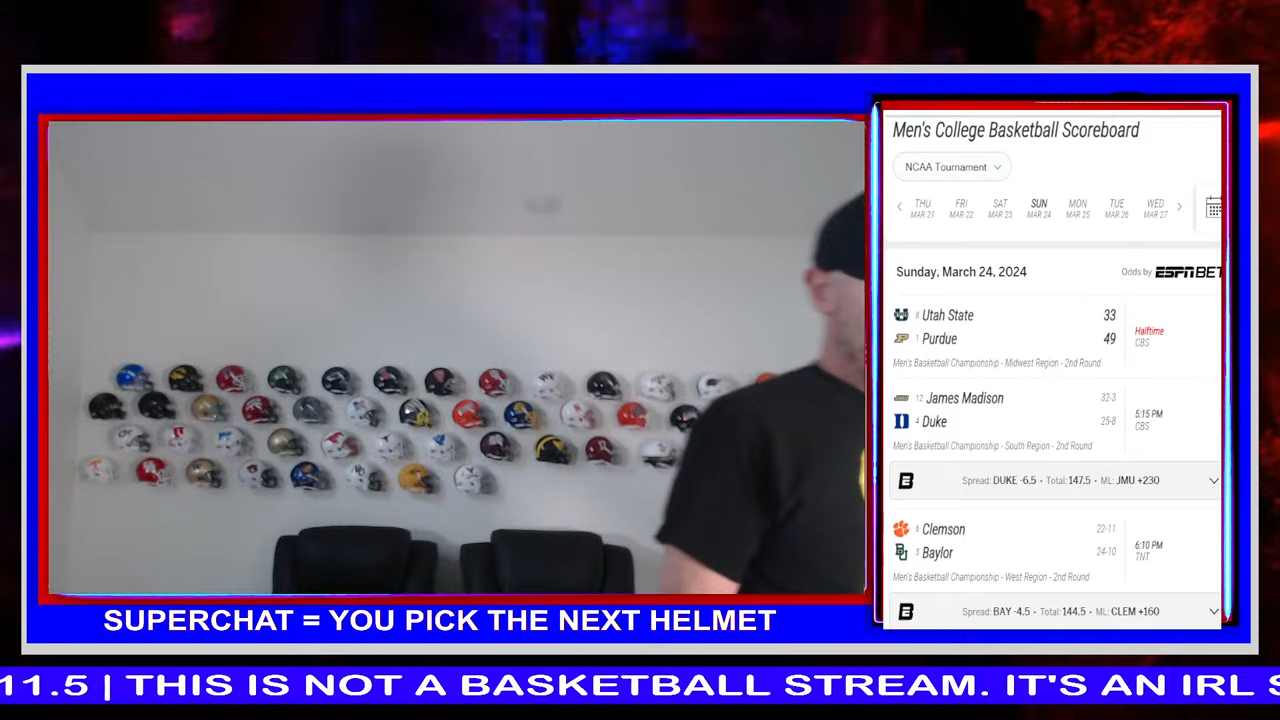 Men's College Basketball Scoreboard
NCAA Tournament
THU FRI SAT SUN MON TUE WED
MAR 21 MAR 22 MAR 23 MAR 24 MAR 25 MAR 26 MAR 27
Sunday, March 24, 2024 Odds by ESPN BET
8 Utah State 33
1 Purdue 49
Halftime
CBS
Men's Basketball Championship - Midwest Region - 2nd Round
12 James Madison 32-3
4 Duke 25-8
5:15 PM
CBS
Men's Basketball Championship - South Region - 2nd Round
Spread: DUKE -6.5 • Total: 147.5 • ML: JMU +230
6 Clemson 22-11
3 Baylor 24-10
6:10 PM
TNT
Men's Basketball Championship - West Region - 2nd Round
Spread: BAY -4.5 • Total: 144.5 • ML: CLEM +160
SUPERCHAT = YOU PICK THE NEXT HELMET
11.5 | THIS IS NOT A BASKETBALL STREAM. IT'S AN IRL S